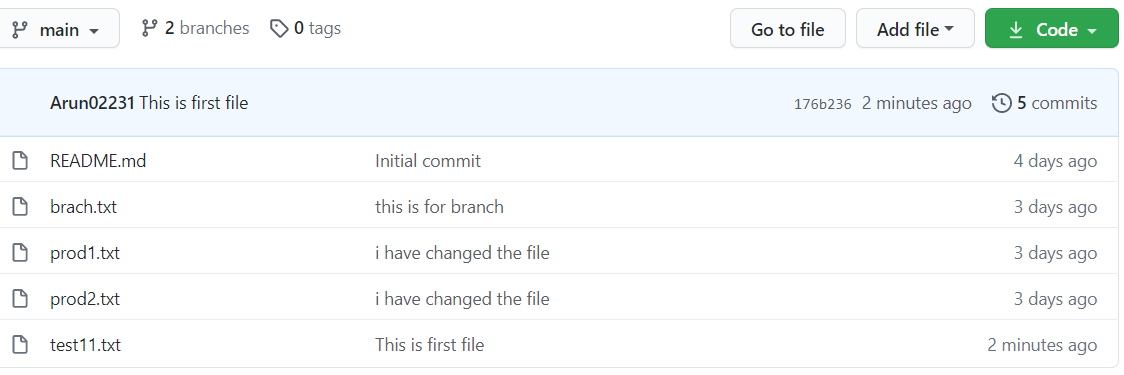 main 2 branches 0 tags Go to file Add file Code
Arun02231 This is first file 176b236 2 minutes ago 5 commits
README.md Initial commit 4 days ago
brach.txt this is for branch 3 days ago
prod1.txt i have changed the file 3 days ago
prod2.txt i have changed the file 3 days ago
test11.txt This is first file 2 minutes ago